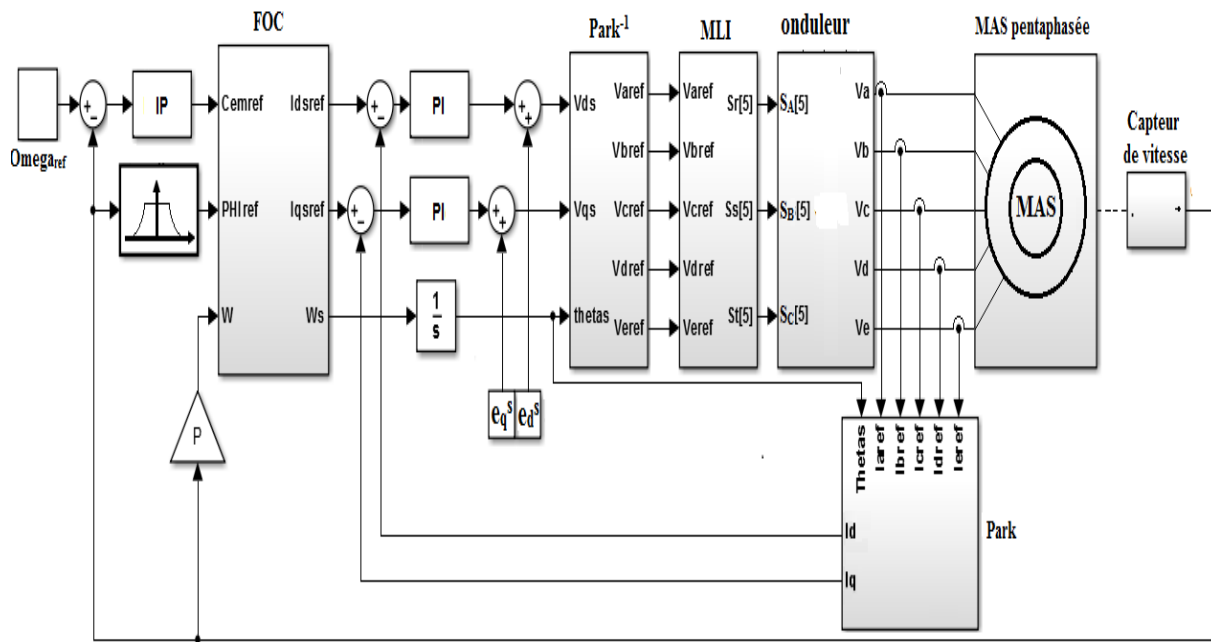 FOC
Park⁻¹
MLI
onduleur
MAS pentaphasée
Omegaref
+
−
IP
Cemref
PHIref
W
Idsref
Iqsref
Ws
P
+
−
PI
+
+
+
−
PI
+
+
1
s
eqˢ
edˢ
Vds
Vqs
thetas
Varef
Vbref
Vcref
Vdref
Veref
Varef
Vbref
Vcref
Vdref
Veref
Sr[5]
Ss[5]
St[5]
SA[5]
SB[5]
SC[5]
Va
Vb
Vc
Vd
Ve
MAS
Capteur
de vitesse
Thetas
Iaref
Ibref
Icref
Idref
Ieref
Id
Iq
Park